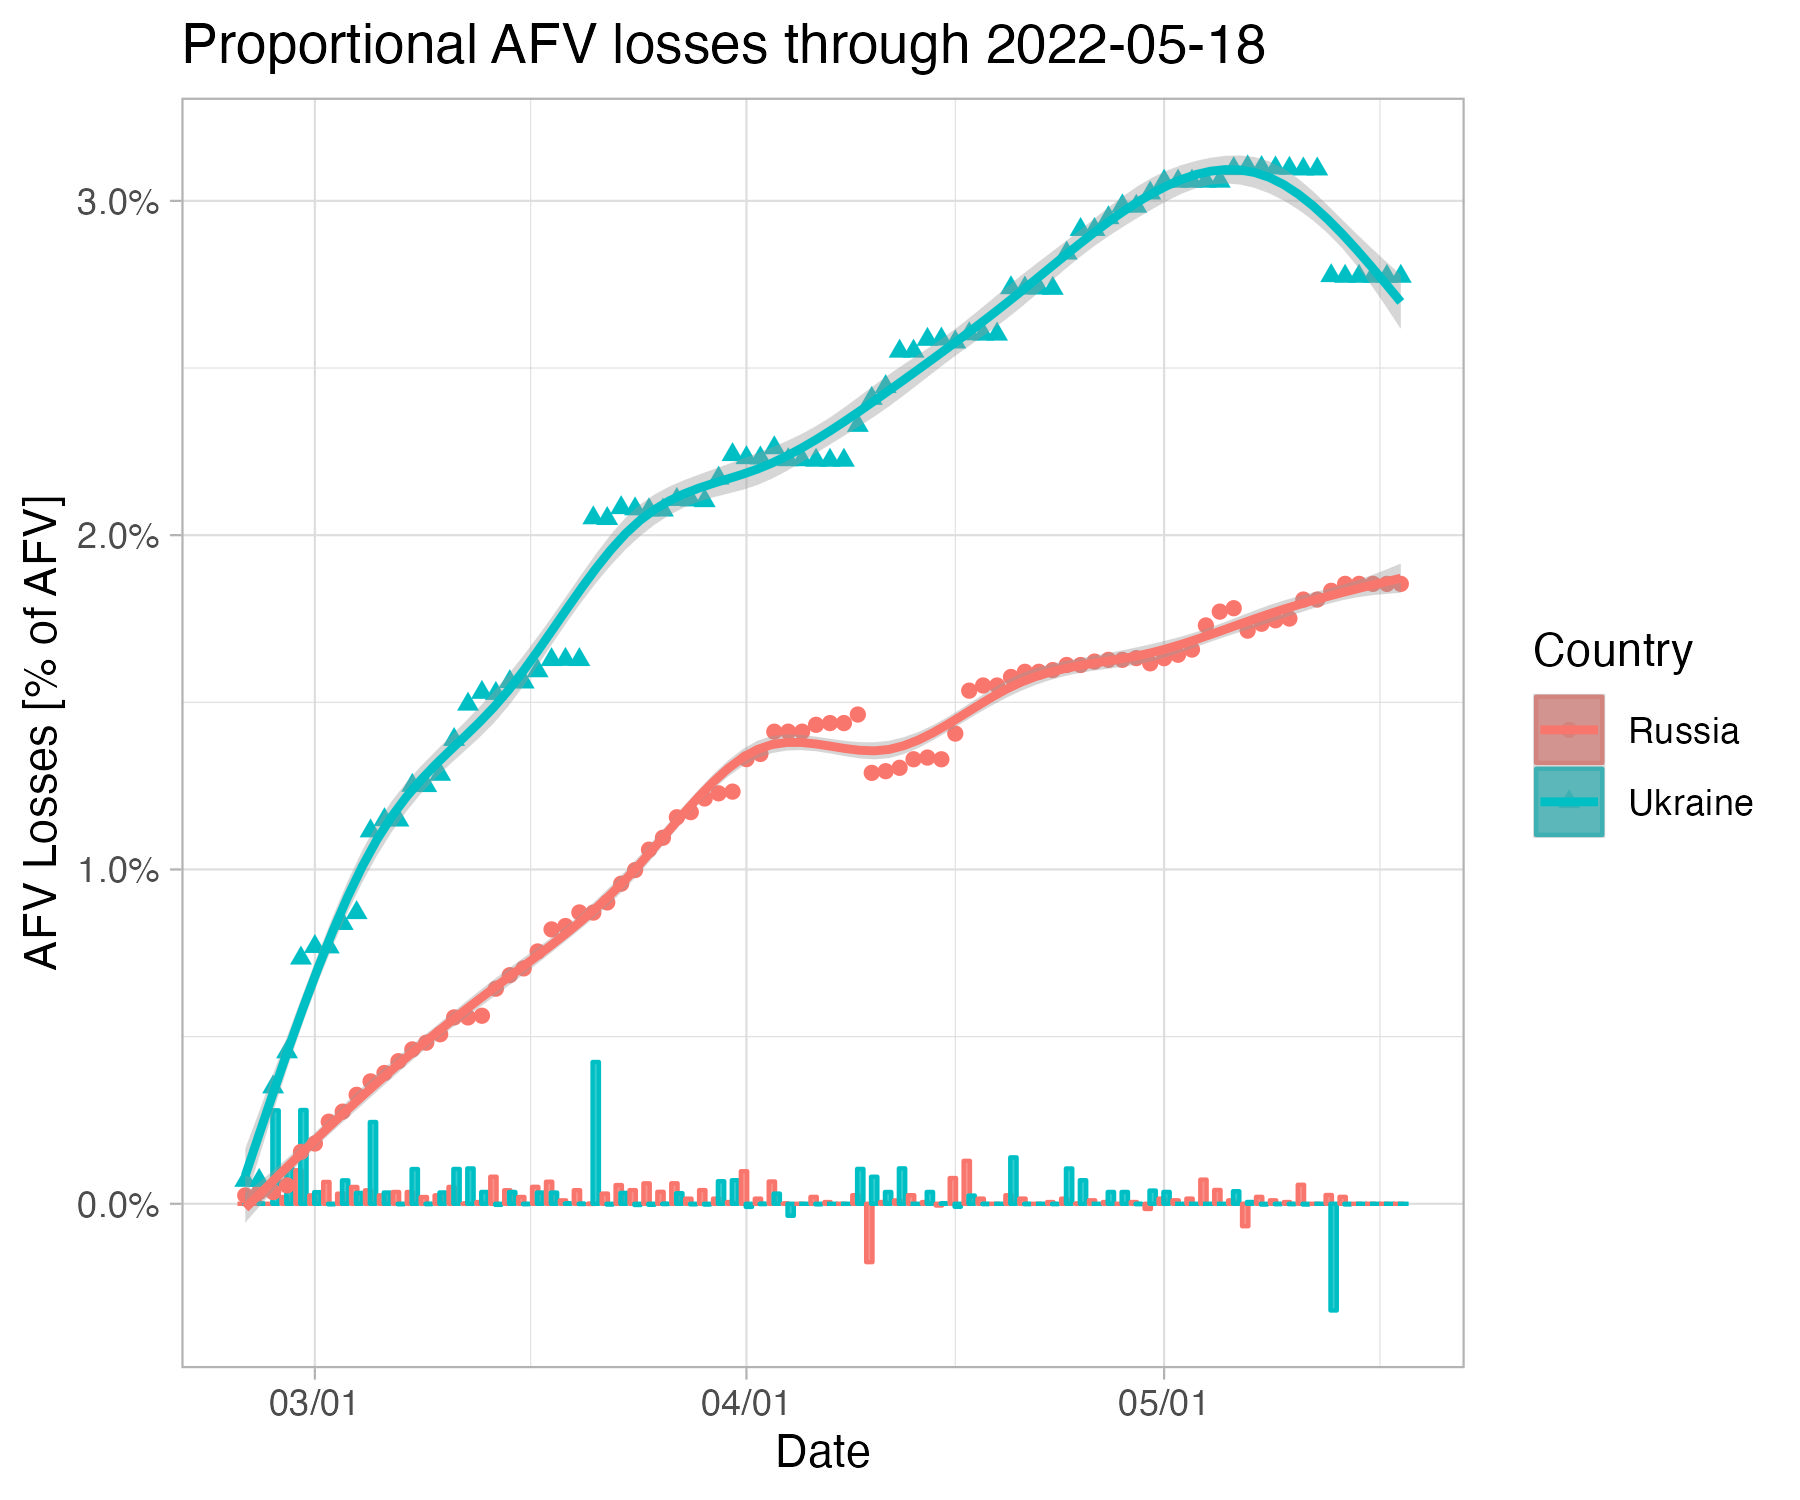 Proportional AFV losses through 2022-05-18
AFV Losses [% of AFV]
3.0%
2.0%
1.0%
0.0%
03/01
04/01
05/01
Date
Country
Russia
Ukraine